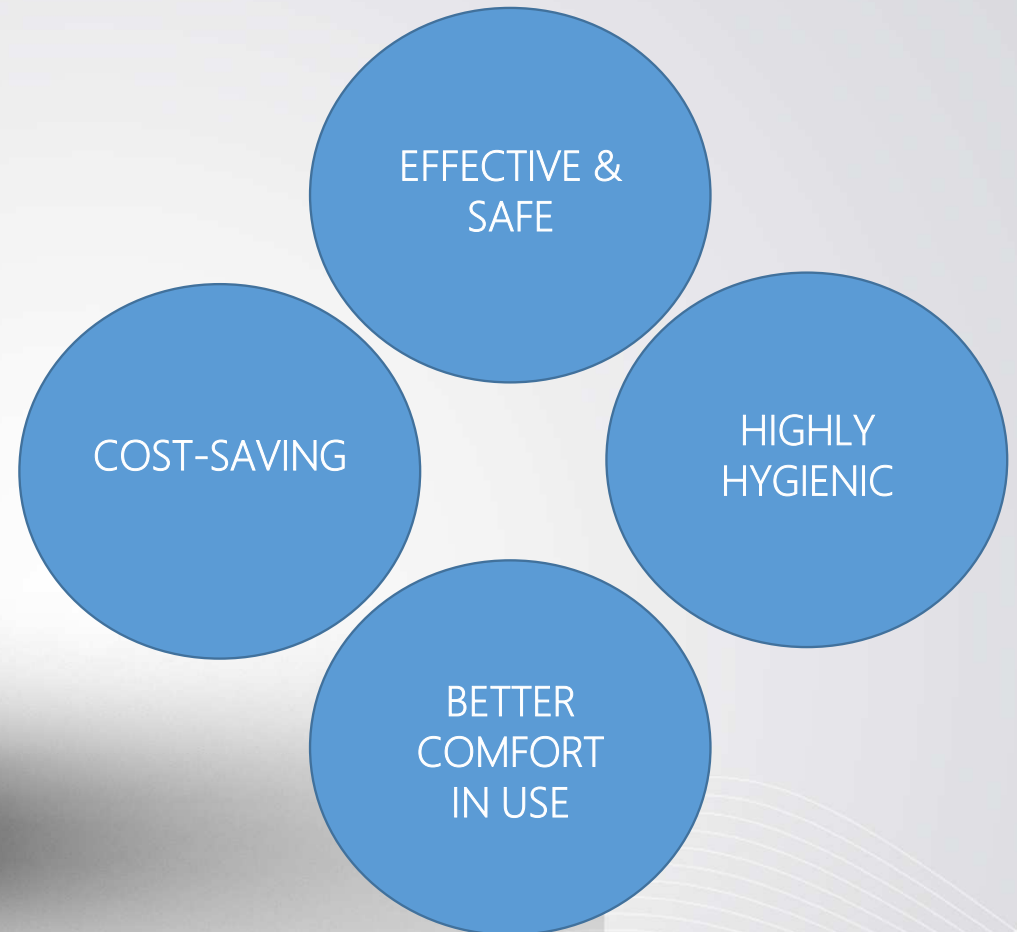 EFFECTIVE &
SAFE
COST-SAVING
HIGHLY
HYGIENIC
BETTER
COMFORT
IN USE